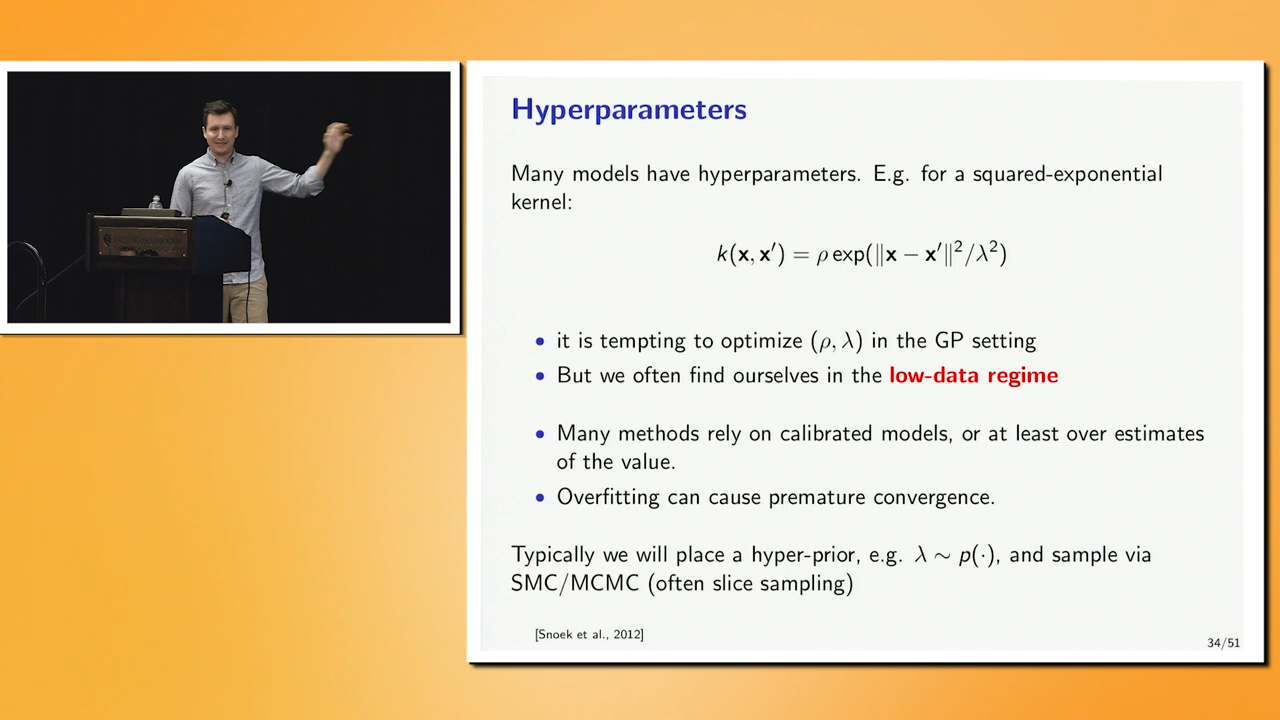 Hyperparameters
Many models have hyperparameters. E.g. for a squared-exponential
kernel:
k(x, x′) = ρ exp(‖x − x′‖²/λ²)
• it is tempting to optimize (ρ, λ) in the GP setting
• But we often find ourselves in the low-data regime
• Many methods rely on calibrated models, or at least over estimates
of the value.
• Overfitting can cause premature convergence.
Typically we will place a hyper-prior, e.g. λ ∼ p(·), and sample via
SMC/MCMC (often slice sampling)
[Snoek et al., 2012]
34/51